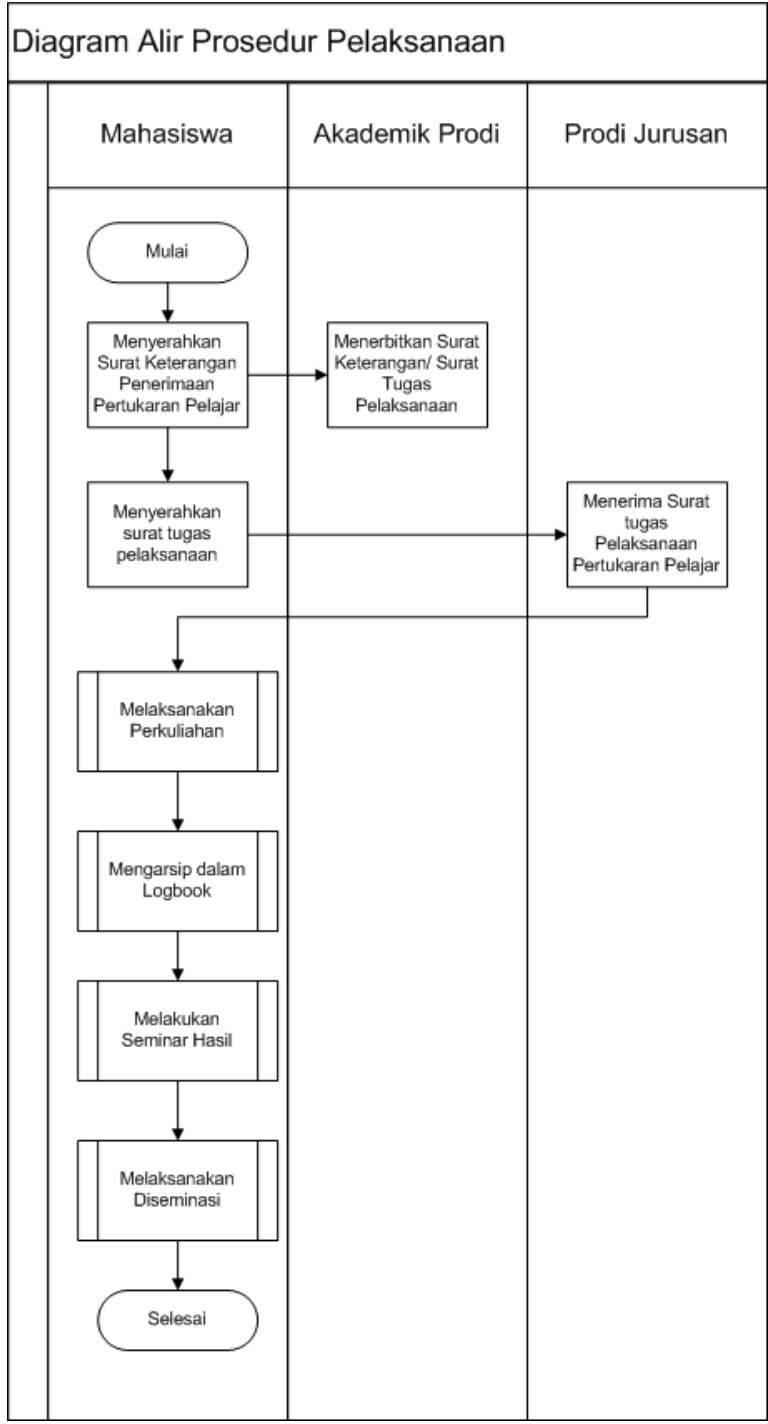 Diagram Alir Prosedur Pelaksanaan
Mahasiswa
Akademik Prodi
Prodi Jurusan
Mulai
Menyerahkan
Surat Keterangan
Penerimaan
Pertukaran Pelajar
Menerbitkan Surat
Keterangan/ Surat
Tugas
Pelaksanaan
Menyerahkan
surat tugas
pelaksanaan
Menerima Surat
tugas
Pelaksanaan
Pertukaran Pelajar
Melaksanakan
Perkuliahan
Mengarsip dalam
Logbook
Melakukan
Seminar Hasil
Melaksanakan
Diseminasi
Selesai